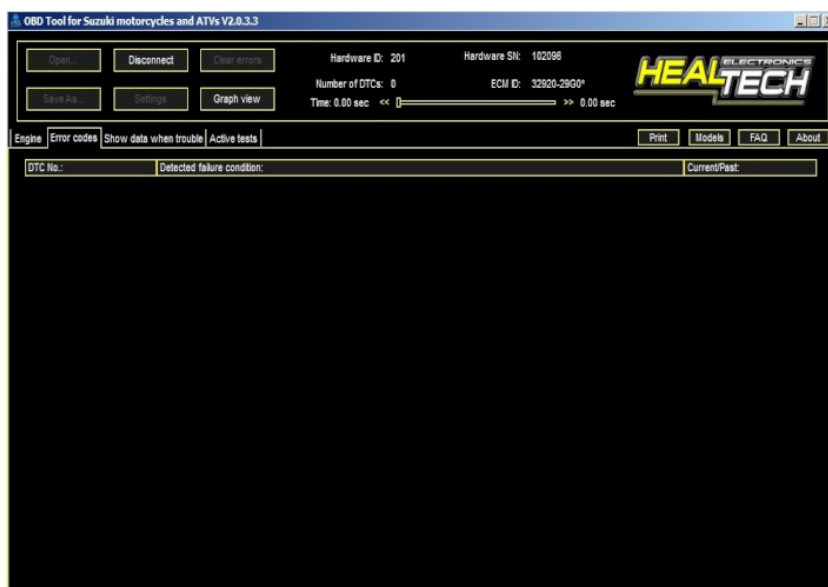 OBD Tool for Suzuki motorcycles and ATVs V2.0.3.3
Open... Disconnect Clear errors Hardware ID: 201 Hardware SN: 102096
HEALTECH ELECTRONICS
Number of DTCs: 0 ECM ID: 32920-29G0*
Save As... Settings Graph view Time: 0.00 sec << >> 0.00 sec
Engine Error codes Show data when trouble Active tests Print Models FAQ About
DTC No.: Detected failure condition: Current/Past: